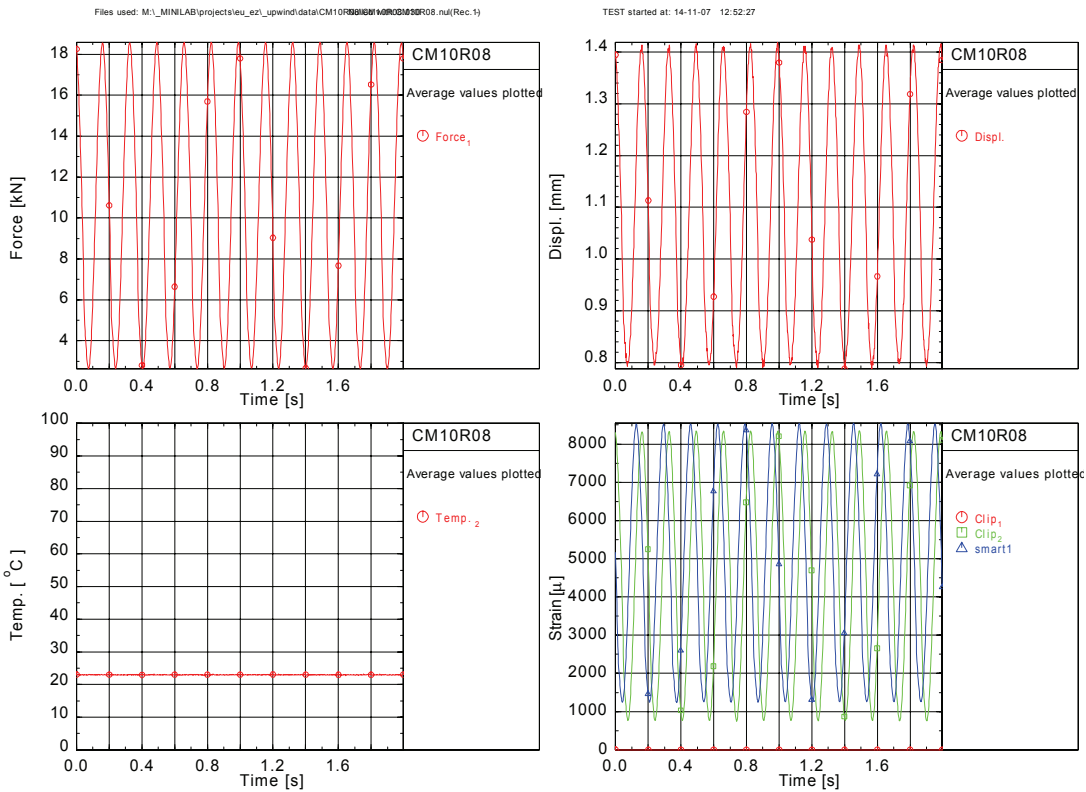 Files used: M:\_MINILAB\projects\eu_ez\_upwind\data\CM10R08
R08.nul(Rec.1)
TEST started at: 14-11-07 12:52:27
CM10R08
Average values plotted
Force1
Force [kN]
18
16
14
12
10
8
6
4
0.0 0.4 0.8 1.2 1.6
Time [s]
CM10R08
Average values plotted
Displ.
Displ. [mm]
1.4
1.3
1.2
1.1
1.0
0.9
0.8
0.0 0.4 0.8 1.2 1.6
Time [s]
CM10R08
Average values plotted
Temp. 2
Temp. [ °C]
100
90
80
70
60
50
40
30
20
10
0
0.0 0.4 0.8 1.2 1.6
Time [s]
CM10R08
Average values plotted
Clip1
Clip2
smart1
Strain [µ]
8000
7000
6000
5000
4000
3000
2000
1000
0
0.0 0.4 0.8 1.2 1.6
Time [s]